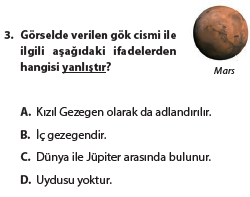 3. Görselde verilen gök cismi ile
ilgili aşağıdaki ifadelerden
hangisi yanlıştır?
Mars
A. Kızıl Gezegen olarak da adlandırılır.
B. İç gezegendir.
C. Dünya ile Jüpiter arasında bulunur.
D. Uydusu yoktur.